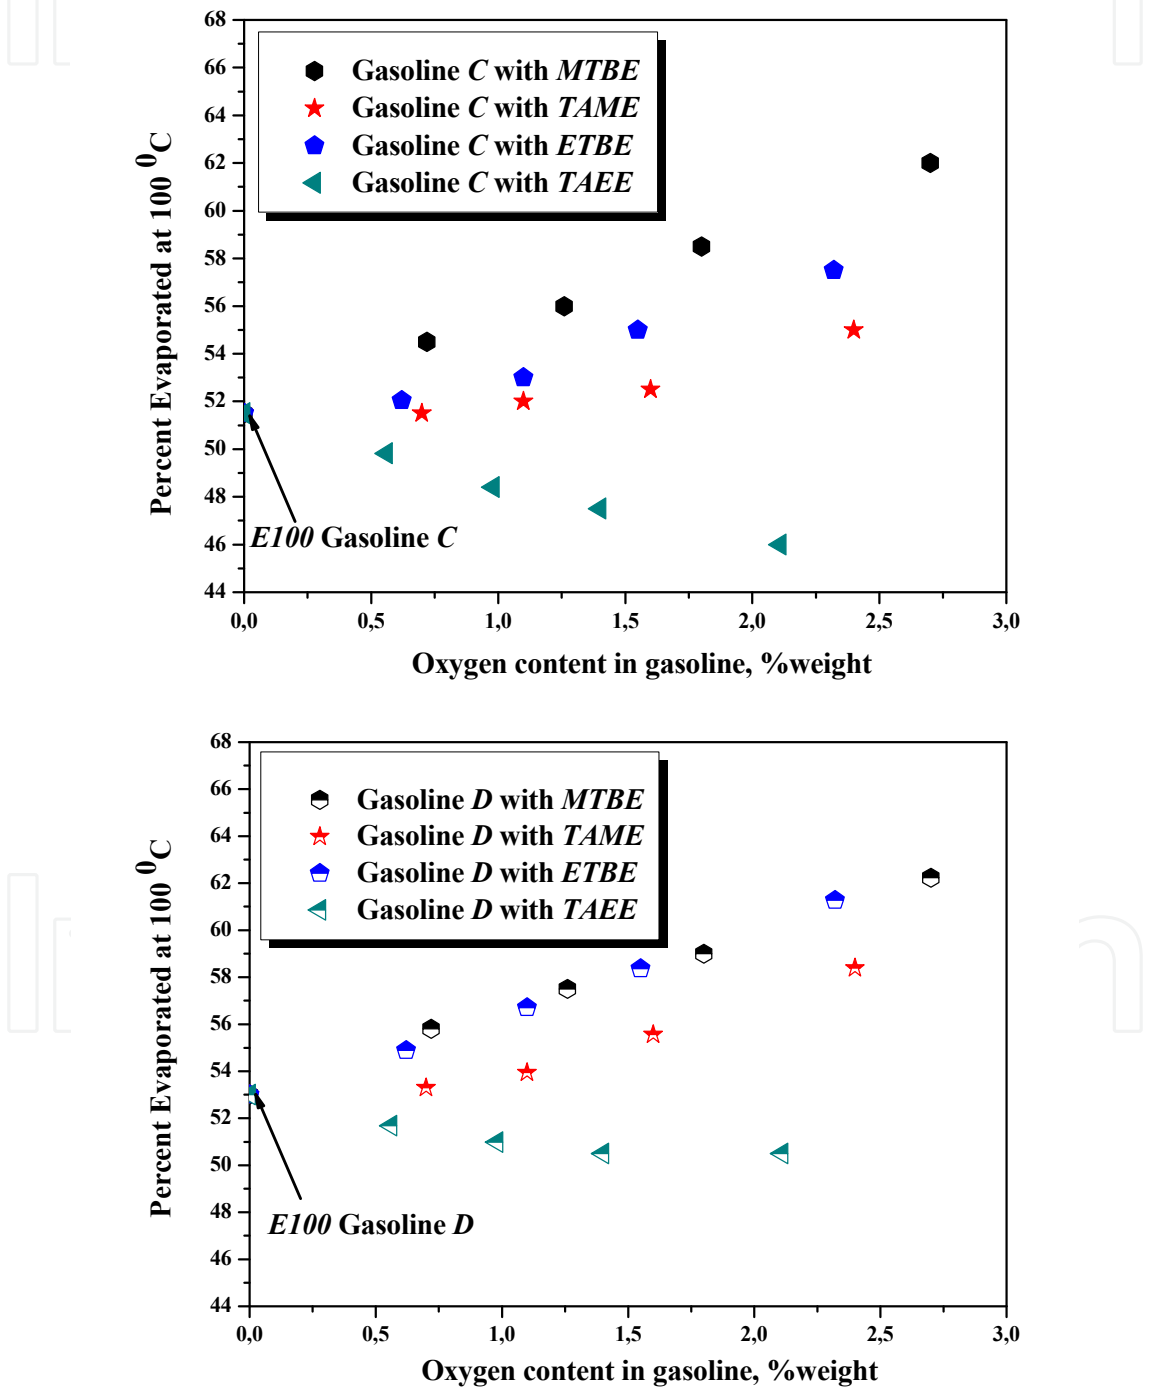 68
66
64
62
60
58
56
54
52
50
48
46
44
Percent Evaporated at 100 ⁰C
Gasoline C with MTBE
Gasoline C with TAME
Gasoline C with ETBE
Gasoline C with TAEE
E100 Gasoline C
0,0 0,5 1,0 1,5 2,0 2,5 3,0
Oxygen content in gasoline, %weight
68
66
64
62
60
58
56
54
52
50
48
46
44
Percent Evaporated at 100 ⁰C
Gasoline D with MTBE
Gasoline D with TAME
Gasoline D with ETBE
Gasoline D with TAEE
E100 Gasoline D
0,0 0,5 1,0 1,5 2,0 2,5 3,0
Oxygen content in gasoline, %weight